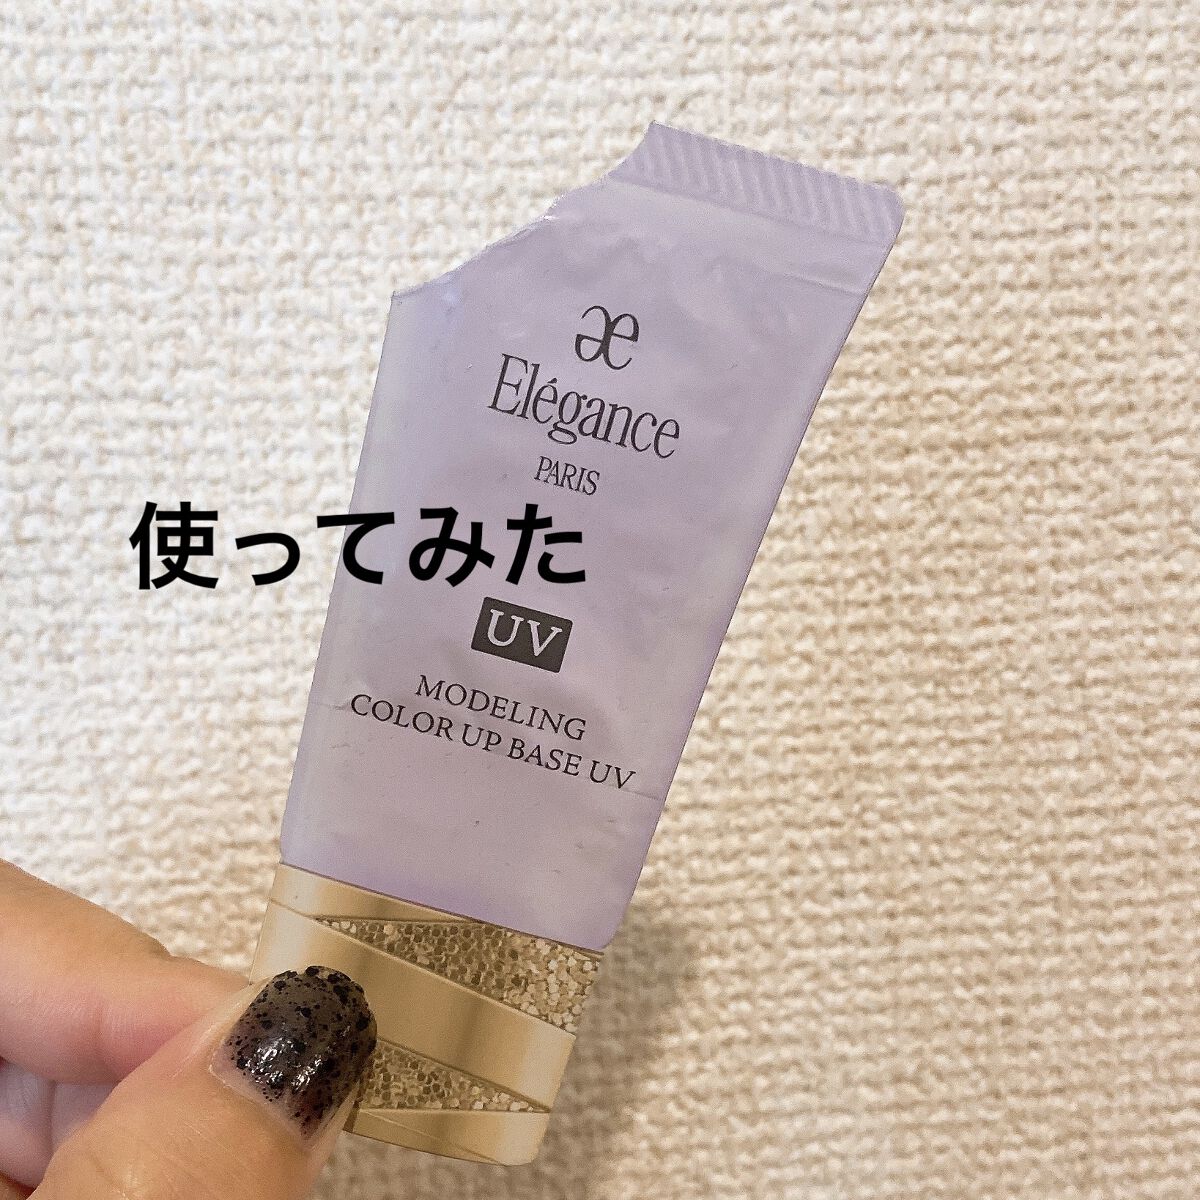 æ
Elégance
PARIS
使ってみた
UV
MODELING
COLOR UP BASE UV